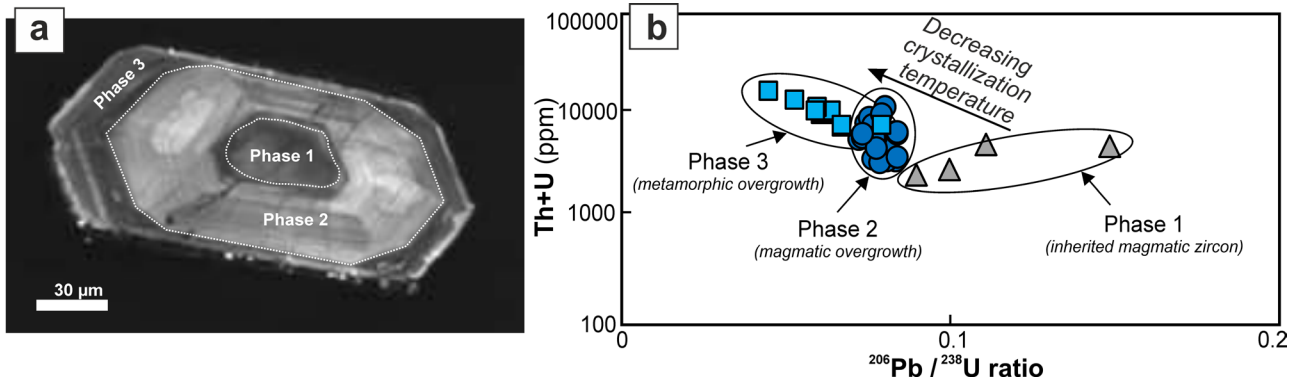 a
Phase 3
Phase 1
Phase 2
30 µm
b
100000
10000
1000
100
Th+U (ppm)
Decreasing
crystallization
temperature
Phase 3
(metamorphic overgrowth)
Phase 2
(magmatic overgrowth)
Phase 1
(inherited magmatic zircon)
0
0.1
0.2
²⁰⁶Pb / ²³⁸U ratio